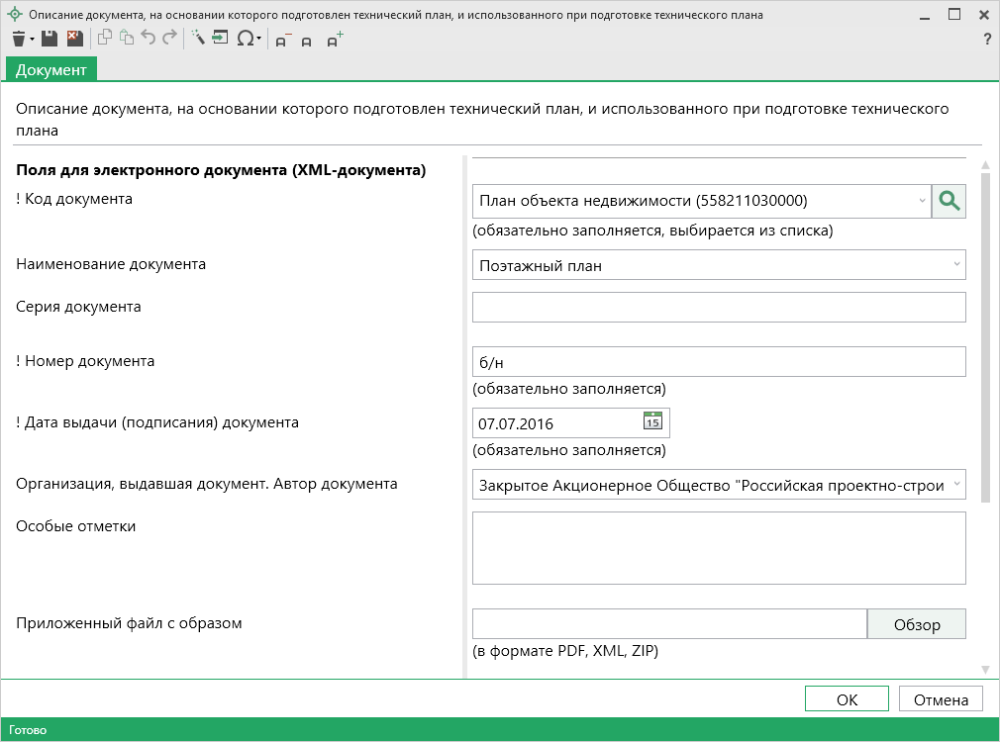 Описание документа, на основании которого подготовлен технический план, и использованного при подготовке технического плана
?
Документ
Описание документа, на основании которого подготовлен технический план, и использованного при подготовке технического
плана
Поля для электронного документа (XML-документа)
! Код документа
План объекта недвижимости (558211030000)
(обязательно заполняется, выбирается из списка)
Наименование документа
Поэтажный план
Серия документа
! Номер документа
б/н
(обязательно заполняется)
! Дата выдачи (подписания) документа
07.07.2016
15
(обязательно заполняется)
Организация, выдавшая документ. Автор документа
Закрытое Акционерное Общество "Российская проектно-строи
Особые отметки
Приложенный файл с образом
Обзор
(в формате PDF, XML, ZIP)
ОК
Отмена
Готово